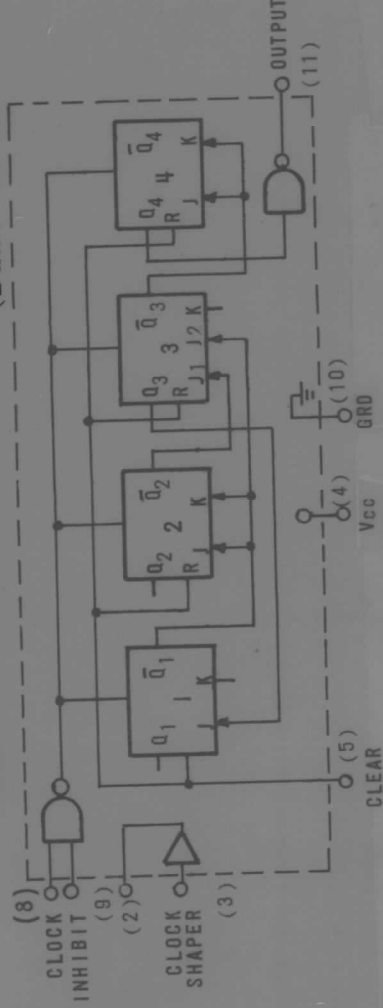 (8)
CLOCK
INHIBIT
(9)
(2)
CLOCK
SHAPER
(3)
Q1
Q̅1
1
J
K
Q2
Q̅2
2
R
J
K
Q3
Q̅3
3
R
J1
J2
K
Q4
Q̅4
4
R
J
K
(5)
CLEAR
(4)
Vcc
(10)
GRD
OUTPUT
(11)